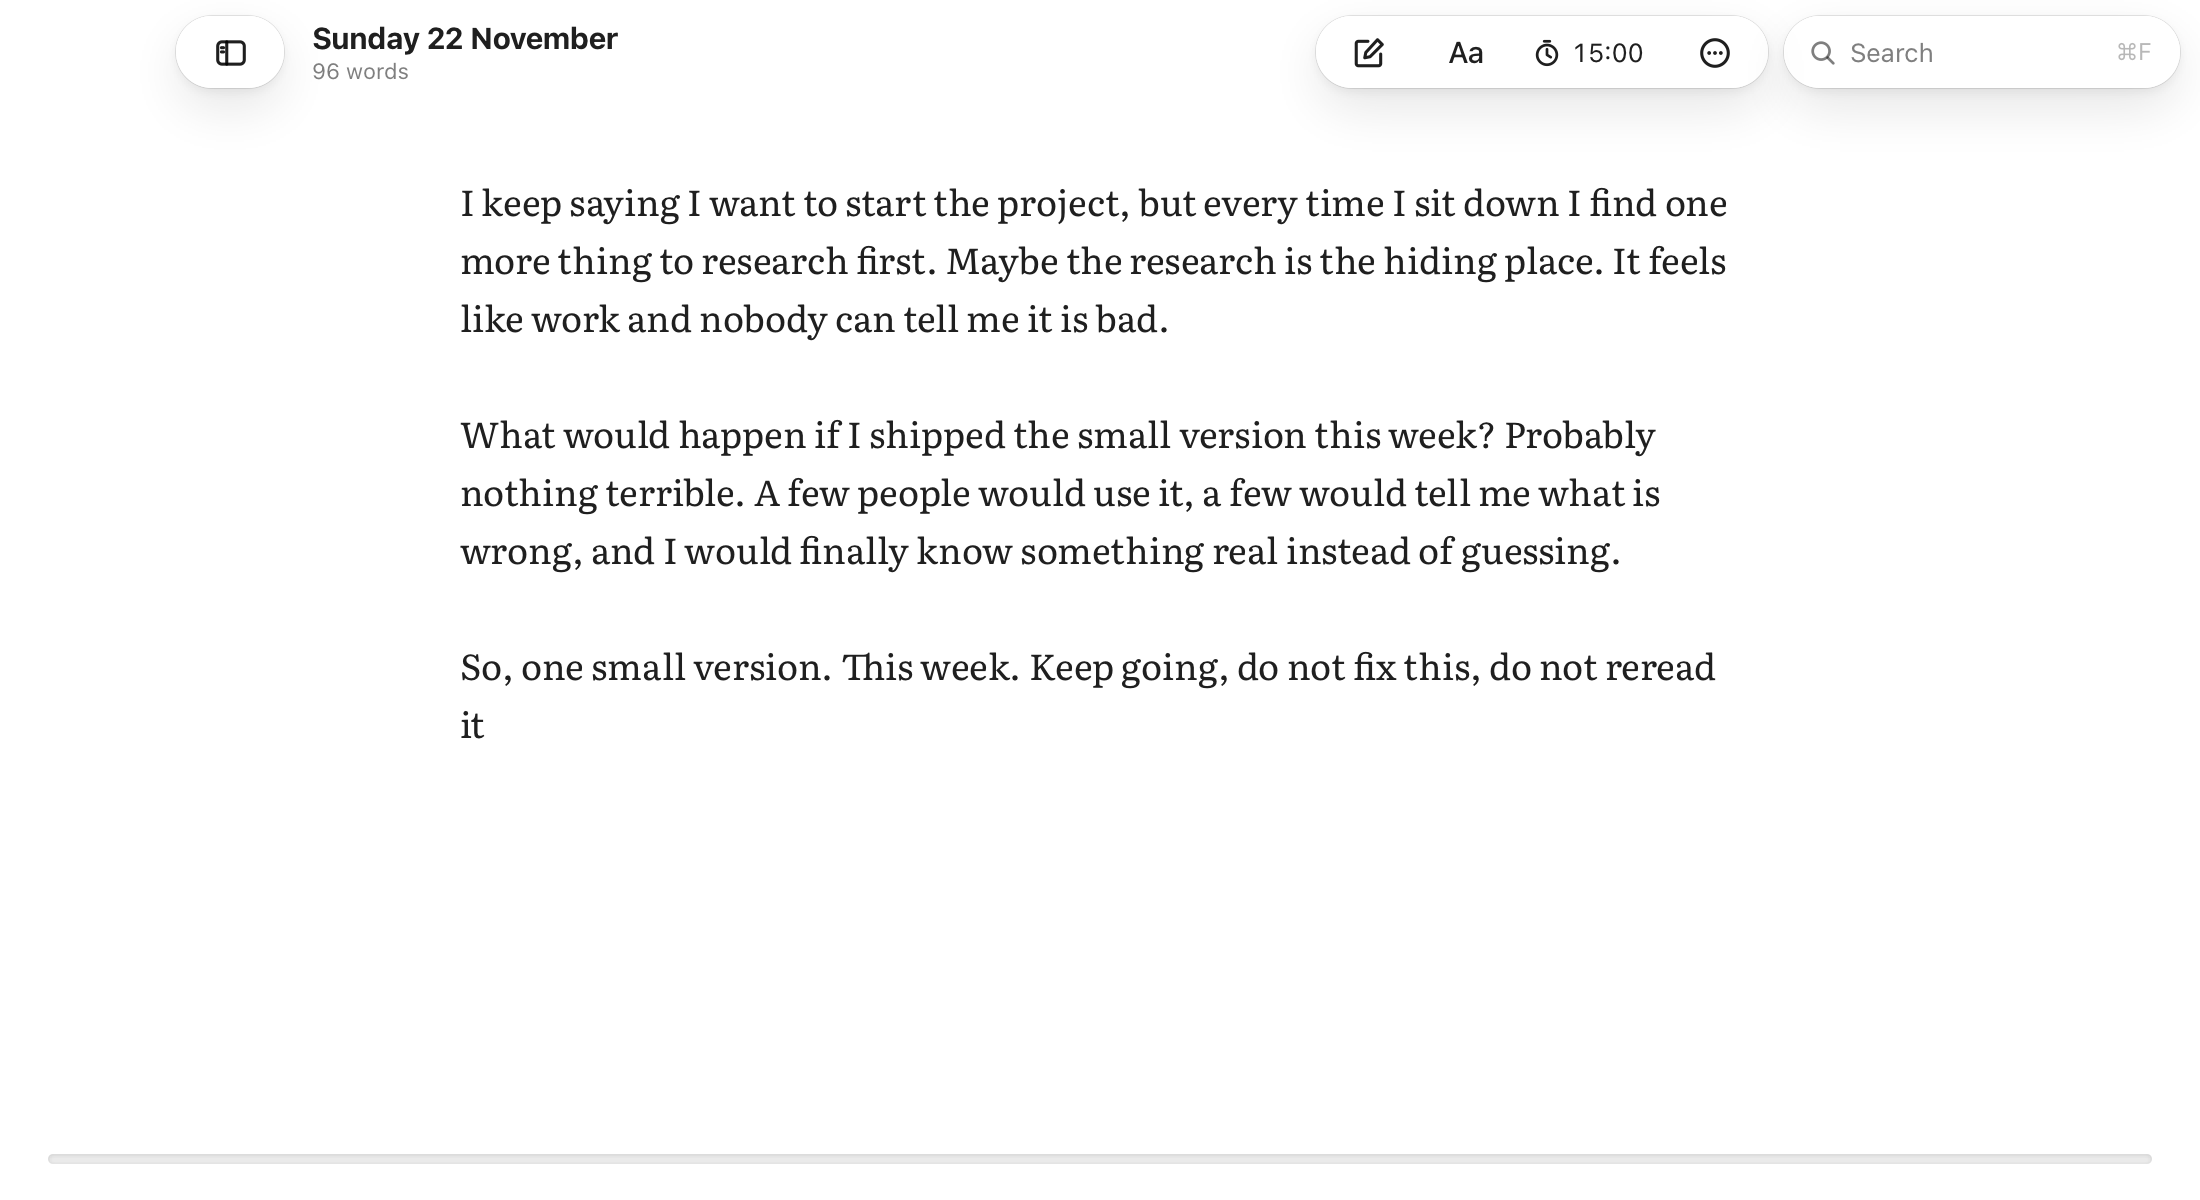 Sunday 22 November
96 words
Aa
15:00
Search
⌘F
I keep saying I want to start the project, but every time I sit down I find one
more thing to research first. Maybe the research is the hiding place. It feels
like work and nobody can tell me it is bad.
What would happen if I shipped the small version this week? Probably
nothing terrible. A few people would use it, a few would tell me what is
wrong, and I would finally know something real instead of guessing.
So, one small version. This week. Keep going, do not fix this, do not reread
it